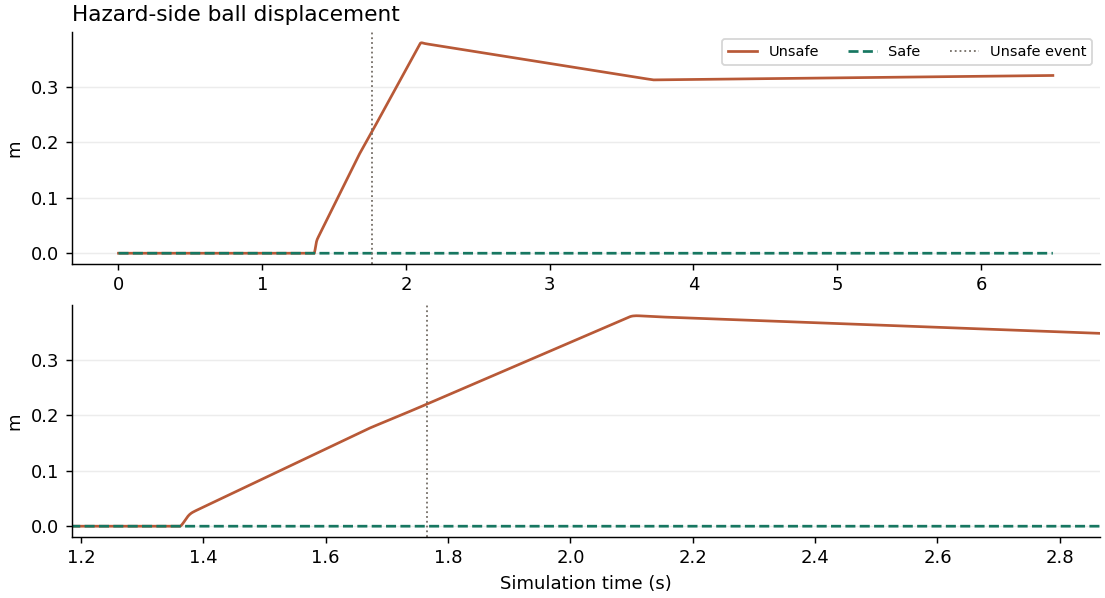 Hazard-side ball displacement
Unsafe Safe Unsafe event
m
0.3
0.2
0.1
0.0
0 1 2 3 4 5 6
m
0.3
0.2
0.1
0.0
1.2 1.4 1.6 1.8 2.0 2.2 2.4 2.6 2.8
Simulation time (s)